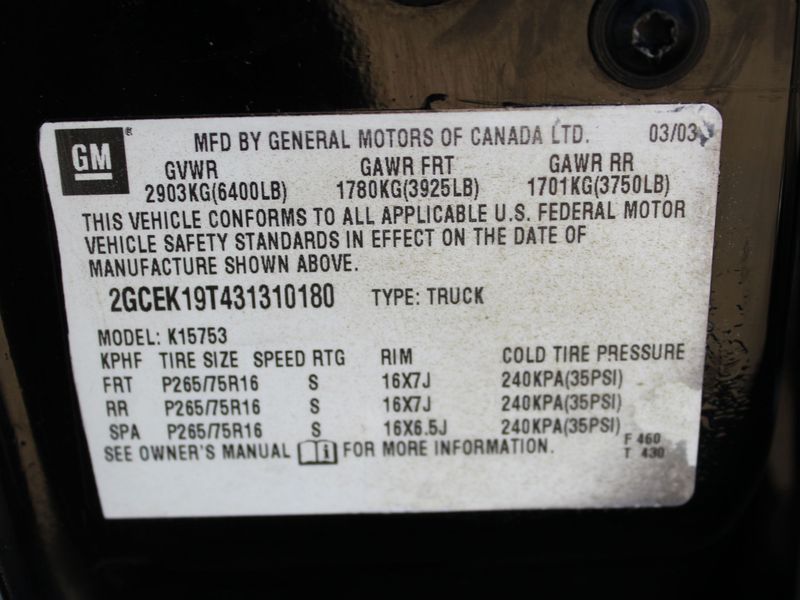 GM ® MFD BY GENERAL MOTORS OF CANADA LTD. 03/03
GVWR GAWR FRT GAWR RR
2903KG(6400LB) 1780KG(3925LB) 1701KG(3750LB)
THIS VEHICLE CONFORMS TO ALL APPLICABLE U.S. FEDERAL MOTOR
VEHICLE SAFETY STANDARDS IN EFFECT ON THE DATE OF
MANUFACTURE SHOWN ABOVE.
2GCEK19T431310180 TYPE: TRUCK
MODEL: K15753
KPHF TIRE SIZE SPEED RTG RIM COLD TIRE PRESSURE
FRT P265/75R16 S 16X7J 240KPA(35PSI)
RR P265/75R16 S 16X7J 240KPA(35PSI)
SPA P265/75R16 S 16X6.5J 240KPA(35PSI)
SEE OWNER'S MANUAL i FOR MORE INFORMATION. F 460
T 430